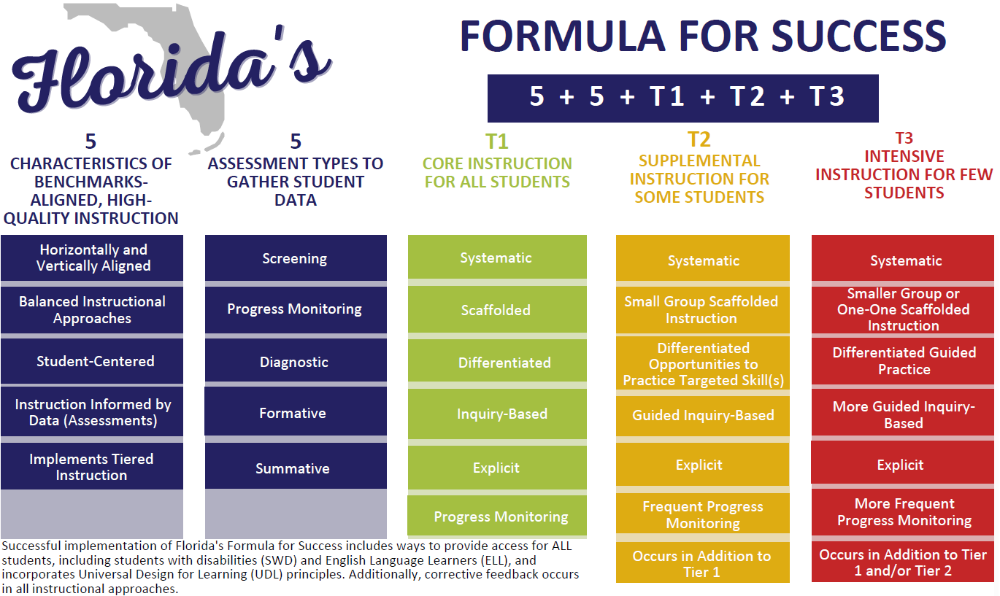 Florida's
FORMULA FOR SUCCESS
5 + 5 + T1 + T2 + T3
5
CHARACTERISTICS OF
BENCHMARKS-
ALIGNED, HIGH-
QUALITY INSTRUCTION
Horizontally and
Vertically Aligned
Balanced Instructional
Approaches
Student-Centered
Instruction Informed by
Data (Assessments)
Implements Tiered
Instruction
5
ASSESSMENT TYPES TO
GATHER STUDENT
DATA
Screening
Progress Monitoring
Diagnostic
Formative
Summative
T1
CORE INSTRUCTION
FOR ALL STUDENTS
Systematic
Scaffolded
Differentiated
Inquiry-Based
Explicit
Progress Monitoring
T2
SUPPLEMENTAL
INSTRUCTION FOR
SOME STUDENTS
Systematic
Small Group Scaffolded
Instruction
Differentiated
Opportunities to
Practice Targeted Skill(s)
Guided Inquiry-Based
Explicit
Frequent Progress
Monitoring
Occurs in Addition to
Tier 1
T3
INTENSIVE
INSTRUCTION FOR FEW
STUDENTS
Systematic
Smaller Group or
One-One Scaffolded
Instruction
Differentiated Guided
Practice
More Guided Inquiry-
Based
Explicit
More Frequent
Progress Monitoring
Occurs in Addition to Tier
1 and/or Tier 2
Successful implementation of Florida's Formula for Success includes ways to provide access for ALL
students, including students with disabilities (SWD) and English Language Learners (ELL), and
incorporates Universal Design for Learning (UDL) principles. Additionally, corrective feedback occurs
in all instructional approaches.